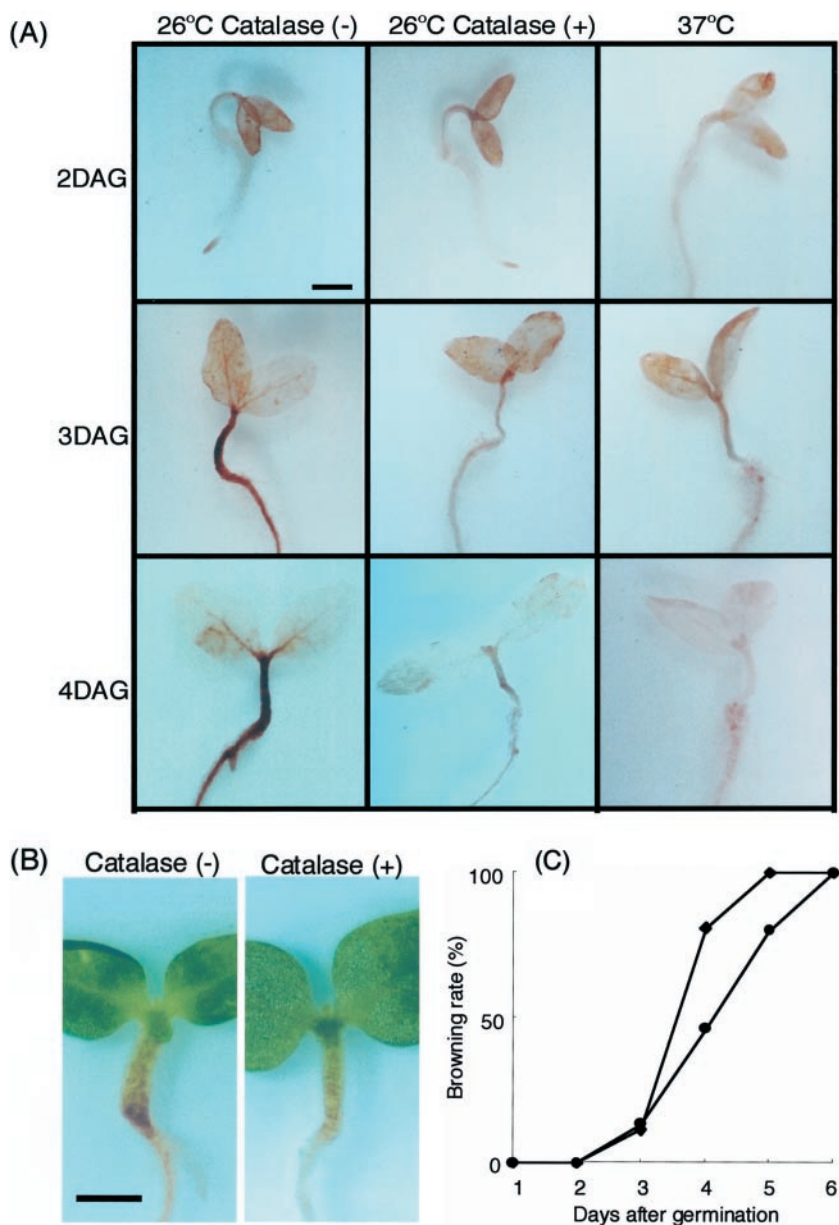 (A)
26°C Catalase (-)
26°C Catalase (+)
37°C
2DAG
3DAG
4DAG
(B)
Catalase (-)
Catalase (+)
(C)
Browning rate (%)
100
50
0
1 2 3 4 5 6
Days after germination